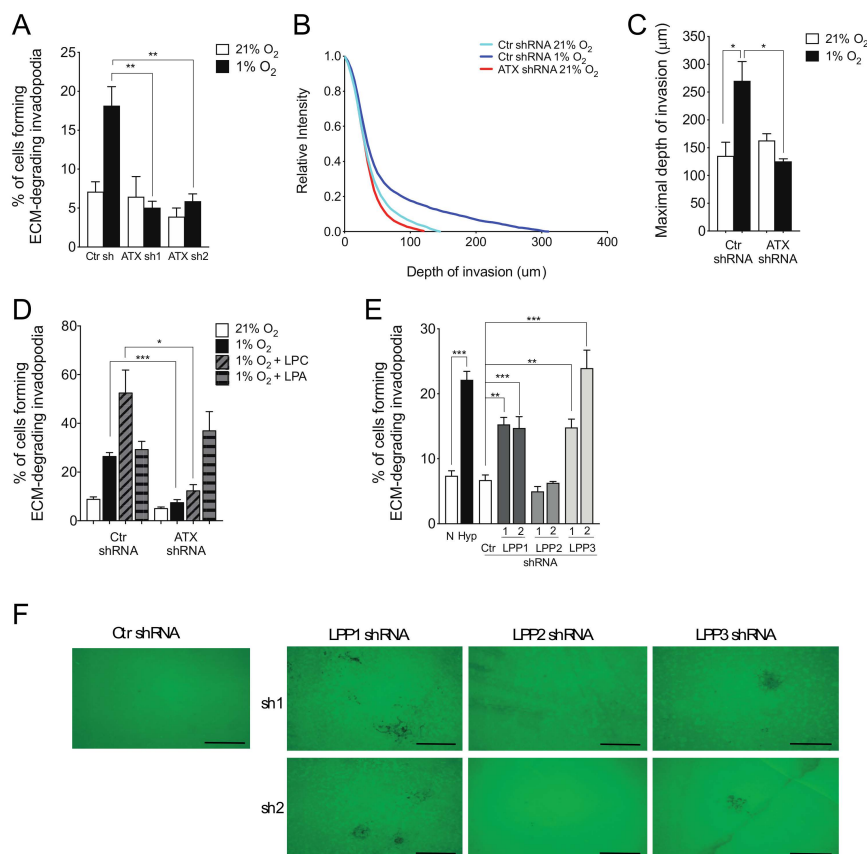 A
% of cells forming
ECM-degrading invadopodia
25
20
15
10
5
0
Ctr sh ATX sh1 ATX sh2
** **
21% O2
1% O2
B
Relative Intensity
1.0
0.8
0.6
0.4
0.2
0.0
0 100 200 300 400
Depth of invasion (um)
Ctr shRNA 21% O2
Ctr shRNA 1% O2
ATX shRNA 21% O2
C
Maximal depth of invasion (µm)
350
300
250
200
150
100
50
0
* *
Ctr
shRNA
ATX
shRNA
21% O2
1% O2
D
% of cells forming
ECM-degrading invadopodia
80
60
40
20
0
*
***
Ctr
shRNA
ATX
shRNA
21% O2
1% O2
1% O2 + LPC
1% O2 + LPA
E
% of cells forming
ECM-degrading invadopodia
30
20
10
0
***
***
**
***
**
N Hyp
Ctr
1 2 1 2 1 2
LPP1 LPP2 LPP3
shRNA
F
Ctr shRNA LPP1 shRNA LPP2 shRNA LPP3 shRNA
sh1
sh2